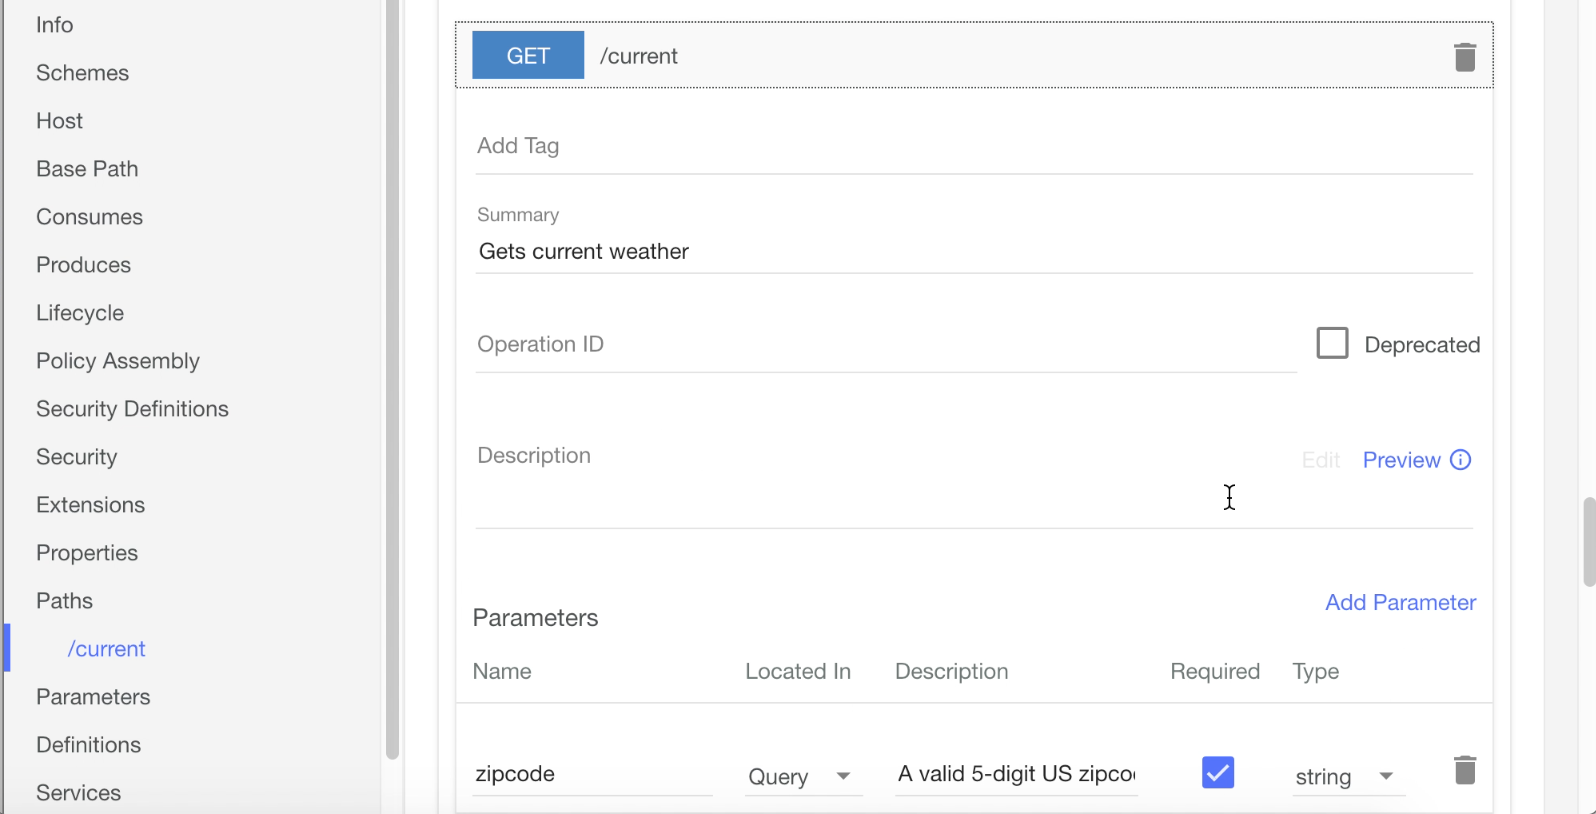 Info
Schemes
Host
Base Path
Consumes
Produces
Lifecycle
Policy Assembly
Security Definitions
Security
Extensions
Properties
Paths
/current
Parameters
Definitions
Services
GET /current
Add Tag
Summary
Gets current weather
Operation ID
Deprecated
Description
Edit Preview
Parameters
Add Parameter
Name Located In Description Required Type
zipcode Query A valid 5-digit US zipco string